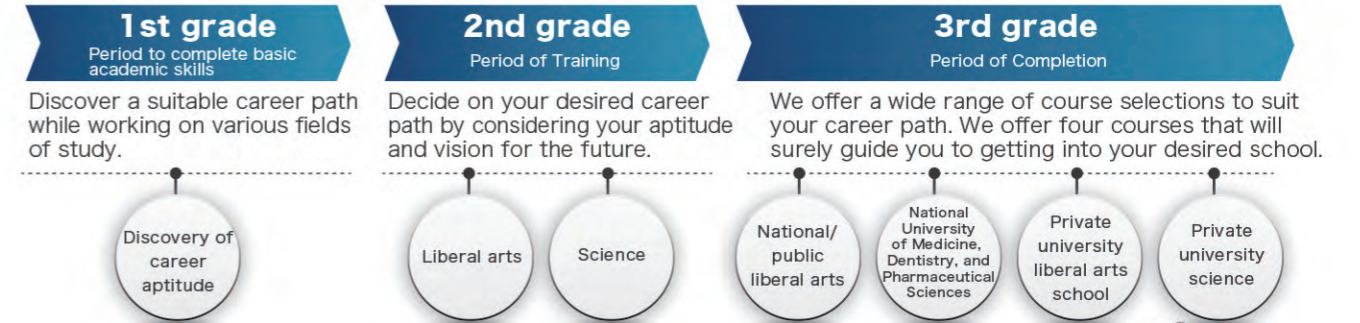 1st grade
Period to complete basic
academic skills
Discover a suitable career path
while working on various fields
of study.
Discovery of
career
aptitude
2nd grade
Period of Training
Decide on your desired career
path by considering your aptitude
and vision for the future.
Liberal arts
Science
3rd grade
Period of Completion
We offer a wide range of course selections to suit
your career path. We offer four courses that will
surely guide you to getting into your desired school.
National/
public
liberal arts
National
University
of Medicine,
Dentistry, and
Pharmaceutical
Sciences
Private
university
liberal arts
school
Private
university
science